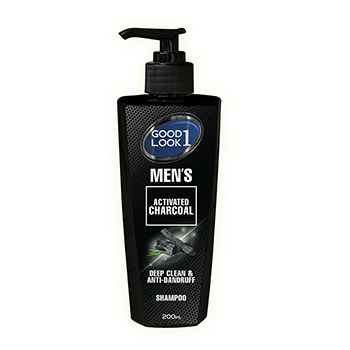 GOOD 1
LOOK
MEN'S
ACTIVATED
CHARCOAL
DEEP CLEAN &
ANTI-DANDRUFF
SHAMPOO
200mL